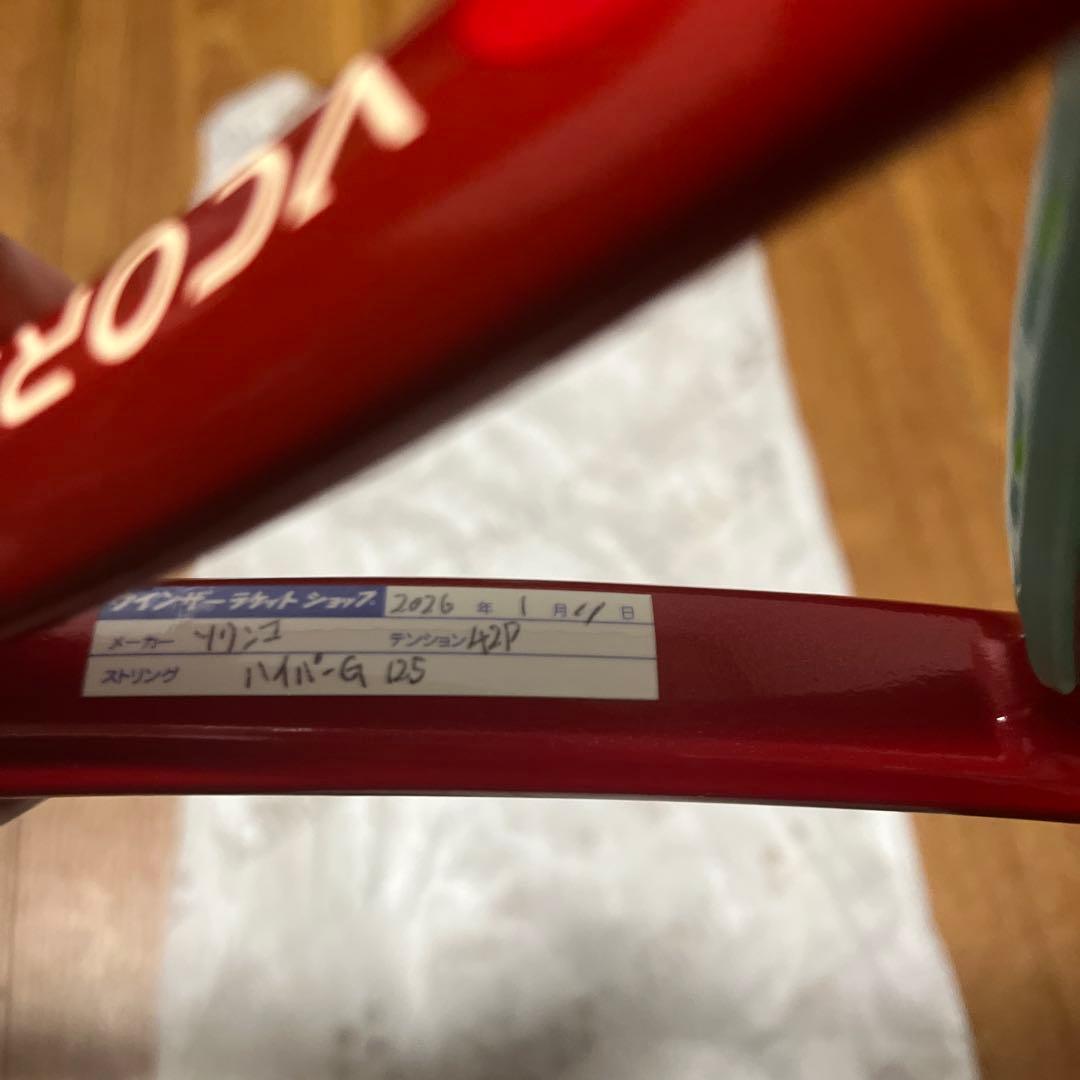 VCOR
ウインザーラケットショップ 2026 年 1 月 11 日
メーカー ソリンコ テンション 42P
ストリング ハイパーG 125